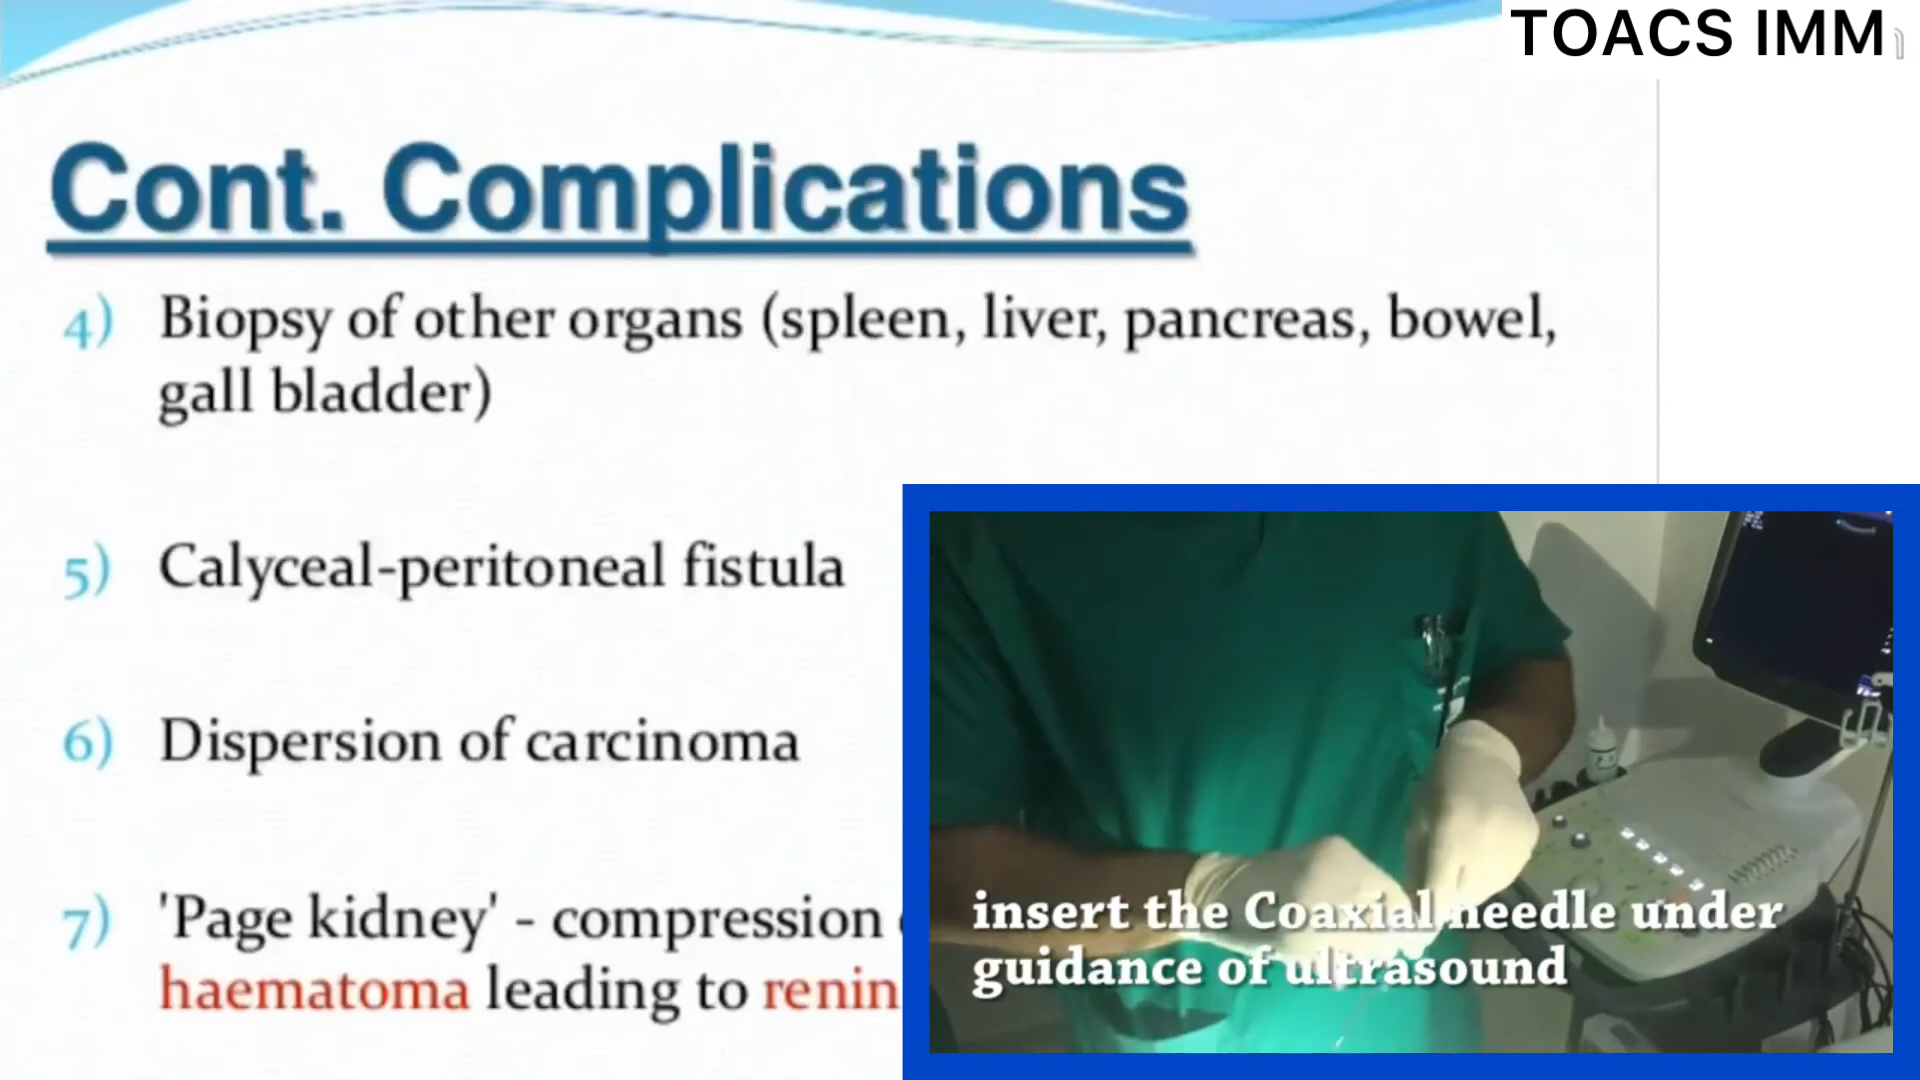 TOACS IMM
Cont. Complications
4) Biopsy of other organs (spleen, liver, pancreas, bowel,
gall bladder)
5) Calyceal-peritoneal fistula
6) Dispersion of carcinoma
7) 'Page kidney' - compression
haematoma leading to renin
insert the Coaxial needle under
guidance of ultrasound